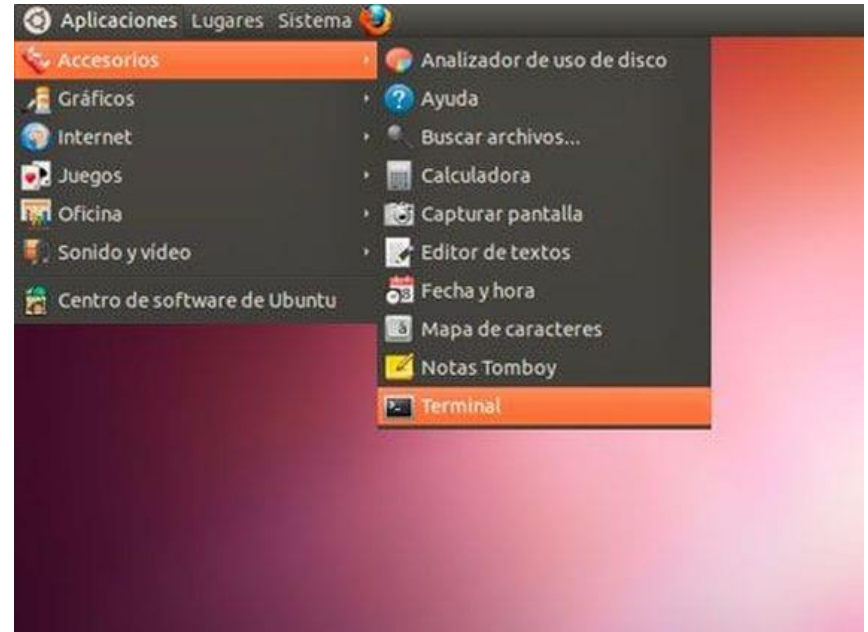 Aplicaciones Lugares Sistema
Accesorios
Gráficos
Internet
Juegos
Oficina
Sonido y vídeo
Centro de software de Ubuntu
Analizador de uso de disco
Ayuda
Buscar archivos...
Calculadora
Capturar pantalla
Editor de textos
Fecha y hora
Mapa de caracteres
Notas Tomboy
Terminal